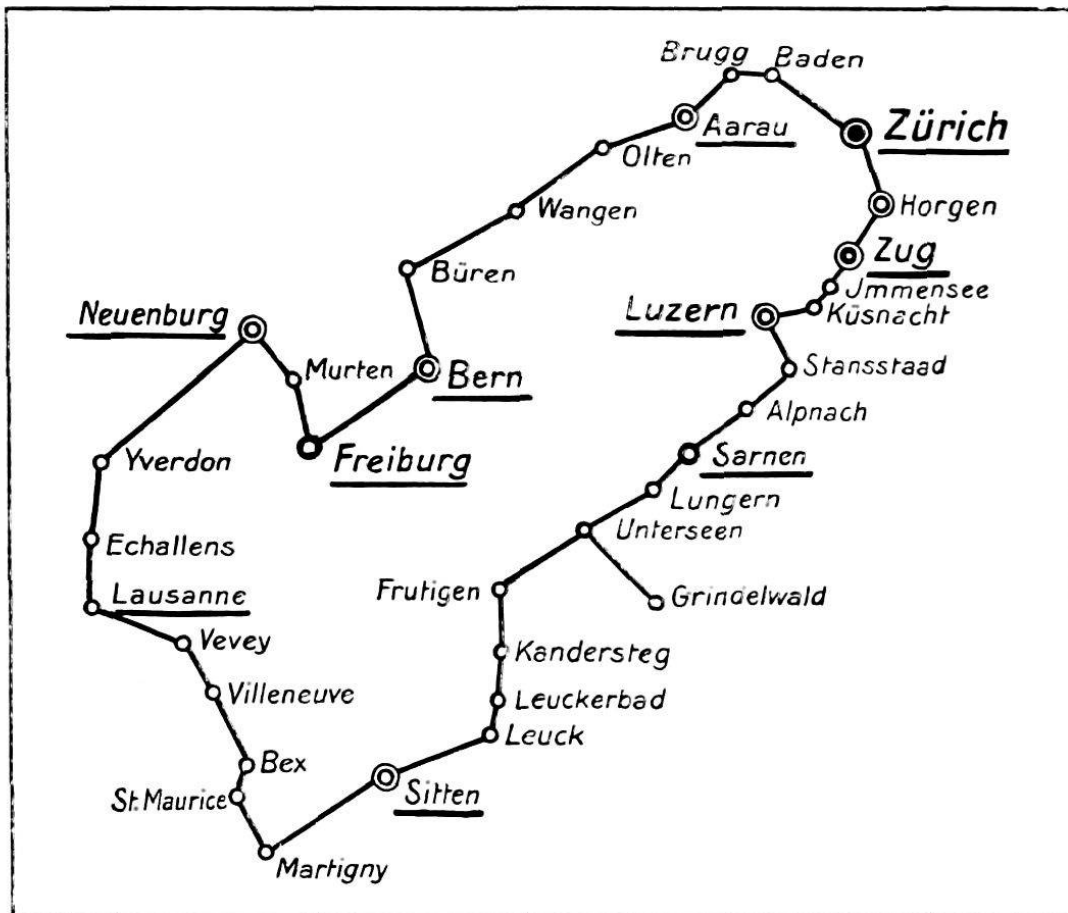 Brugg
Baden
Aarau
Zürich
Olten
Wangen
Horgen
Zug
Büren
Jmmensee
Neuenburg
Luzern
Küsnacht
Murten
Bern
Stansstaad
Alpnach
Yverdon
Freiburg
Sarnen
Lungern
Unterseen
Echallens
Frutigen
Grindelwald
Lausanne
Vevey
Kandersteg
Villeneuve
Leuckerbad
Leuck
Bex
St. Maurice
Sitten
Martigny